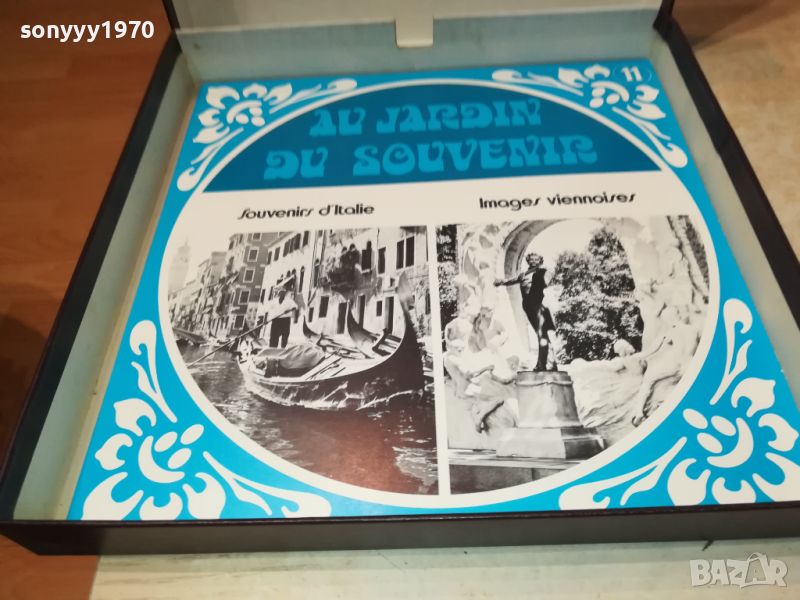 sonyyy1970
11
AU JARDIN
DU SOUVENIR
Souvenirs d'Italie
Images viennoises
BAZAR